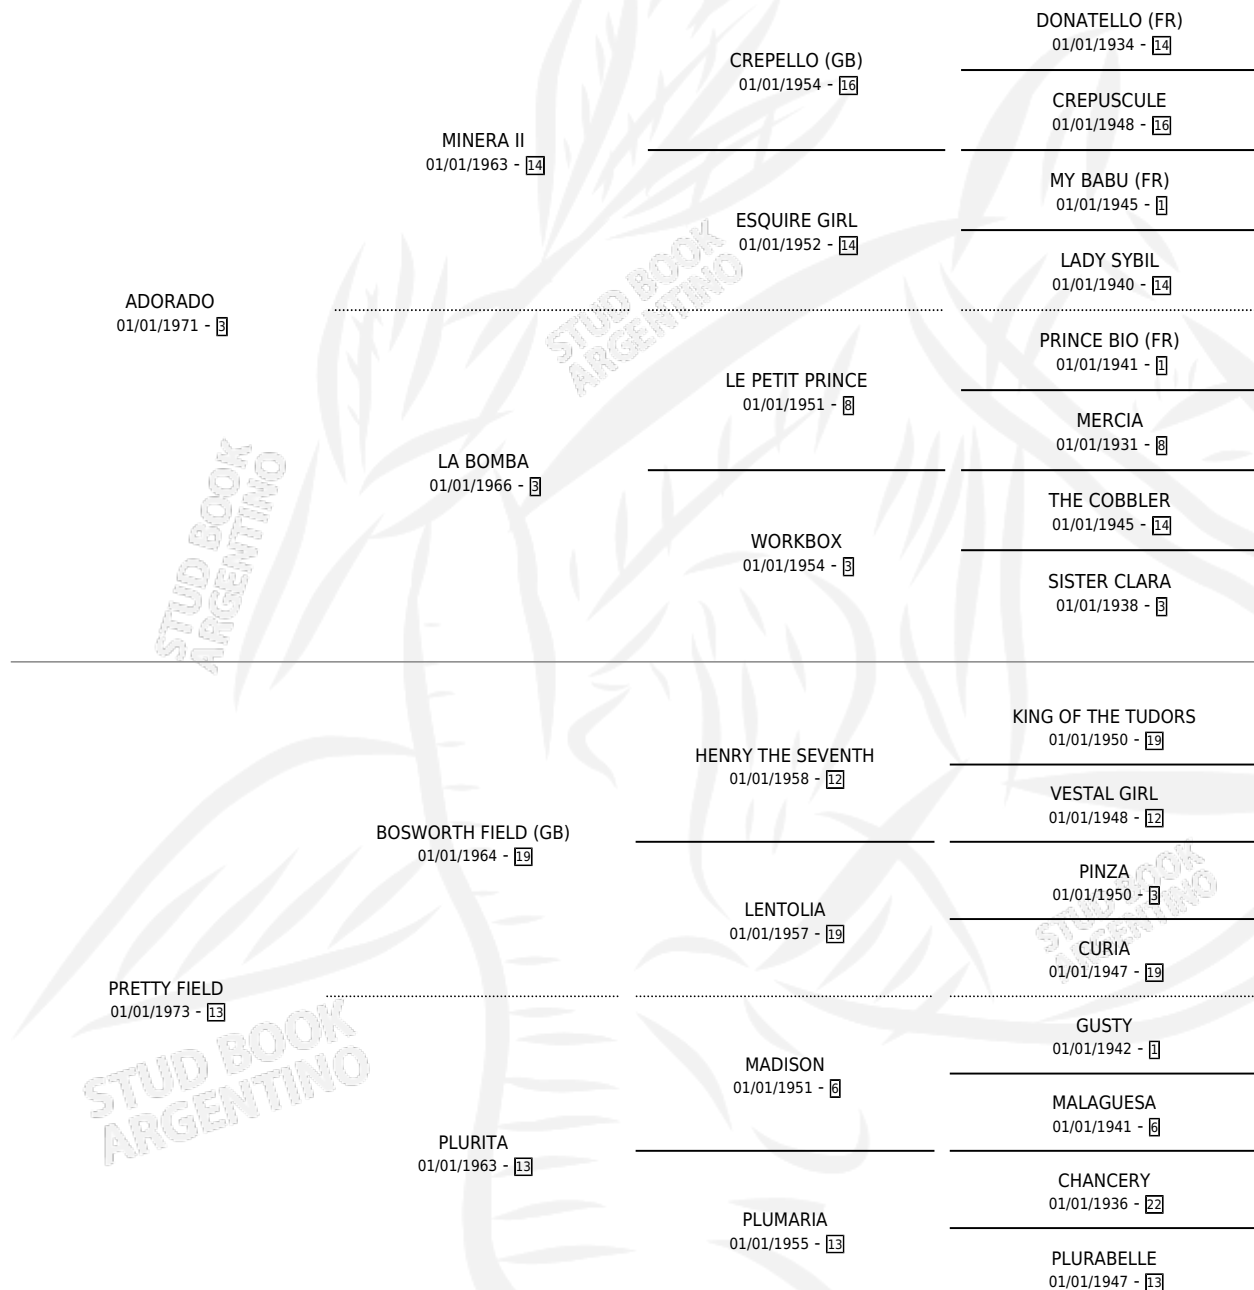 DONATELLO (FR)
01/01/1934 - 14
CREPELLO (GB)
01/01/1954 - 16
CREPUSCULE
01/01/1948 - 16
MINERA II
01/01/1963 - 14
MY BABU (FR)
01/01/1945 - 1
ESQUIRE GIRL
01/01/1952 - 14
LADY SYBIL
01/01/1940 - 14
ADORADO
01/01/1971 - 3
PRINCE BIO (FR)
01/01/1941 - 1
LE PETIT PRINCE
01/01/1951 - 8
MERCIA
01/01/1931 - 8
LA BOMBA
01/01/1966 - 3
THE COBBLER
01/01/1945 - 14
WORKBOX
01/01/1954 - 3
SISTER CLARA
01/01/1938 - 3
KING OF THE TUDORS
01/01/1950 - 19
HENRY THE SEVENTH
01/01/1958 - 12
VESTAL GIRL
01/01/1948 - 12
BOSWORTH FIELD (GB)
01/01/1964 - 19
PINZA
01/01/1950 - 3
LENTOLIA
01/01/1957 - 19
CURIA
01/01/1947 - 19
PRETTY FIELD
01/01/1973 - 13
GUSTY
01/01/1942 - 1
MADISON
01/01/1951 - 6
MALAGUESA
01/01/1941 - 6
PLURITA
01/01/1963 - 13
CHANCERY
01/01/1936 - 22
PLUMARIA
01/01/1955 - 13
PLURABELLE
01/01/1947 - 13
STUD BOOK
ARGENTINO
STUD BOOK
ARGENTINO
STUD BOOK
ARGENTINO
STUD BOOK
ARGENTINO